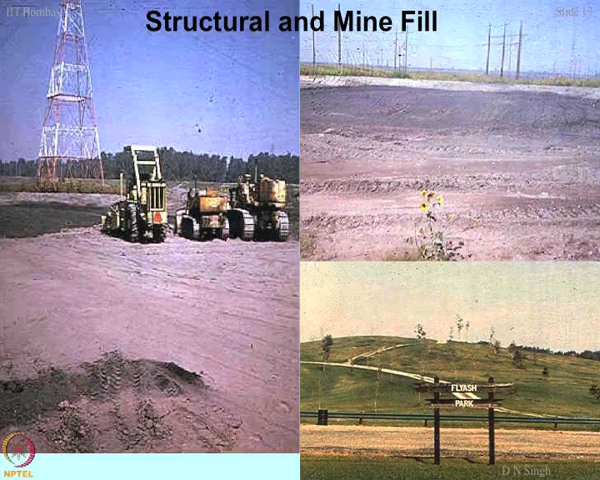 IIT Bombay
Slide 17
Structural and Mine Fill
FLYASH
PARK
NPTEL
D N Singh